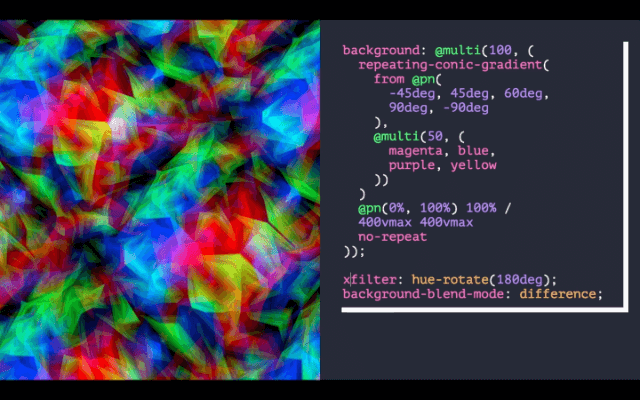 background: @multi(100, (
repeating-conic-gradient(
from @pn(
-45deg, 45deg, 60deg,
90deg, -90deg
),
@multi(50, (
magenta, blue,
purple, yellow
))
)
@pn(0%, 100%) 100% /
400vmax 400vmax
no-repeat
));
xfilter: hue-rotate(180deg);
background-blend-mode: difference;